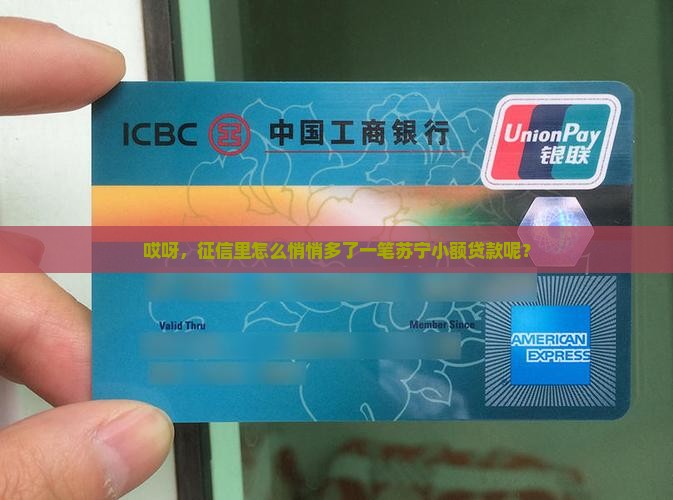 ICBC 中国工商银行
UnionPay
银联
哎呀，征信里怎么悄悄多了一笔苏宁小额贷款呢？
Valid Thru
Member Since
AMERICAN
EXPRESS